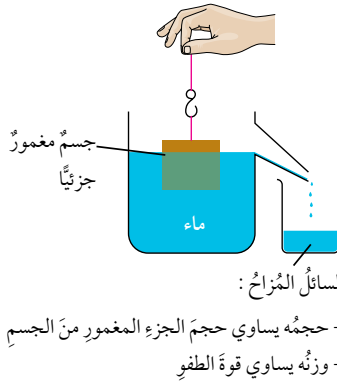 جسمٌ مغمورٌ
جزئيًّا
ماء
لسائلُ المُزاحُ :
- حجمُه يساوي حجمَ الجزءِ المغمورِ منَ الجسمِ
- وزنُه يساوي قوةَ الطفوِ